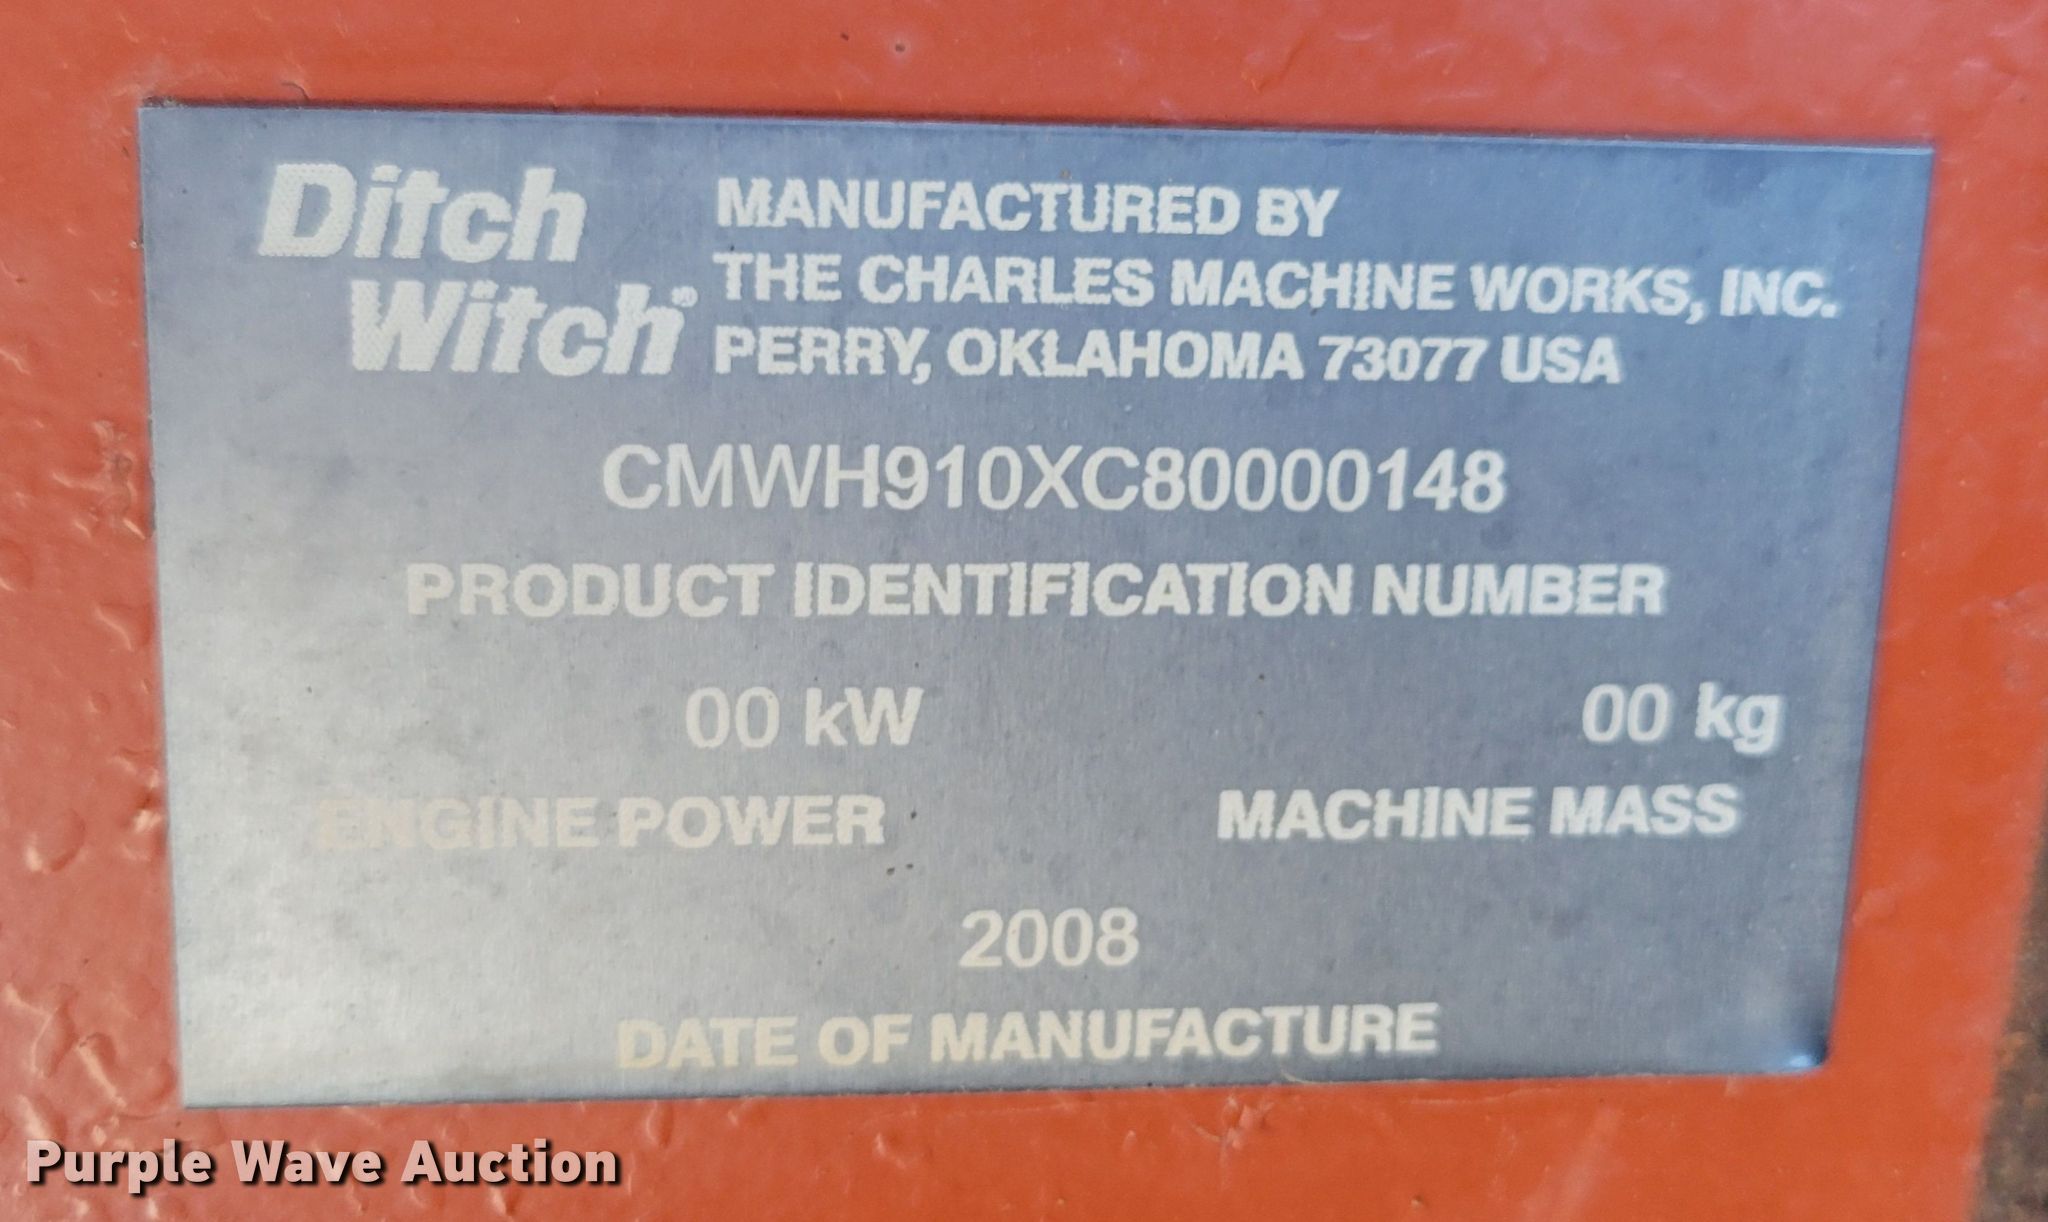 Ditch
Witch®
MANUFACTURED BY
THE CHARLES MACHINE WORKS, INC.
PERRY, OKLAHOMA 73077 USA
CMWH910XC80000148
PRODUCT IDENTIFICATION NUMBER
00 kW
00 kg
ENGINE POWER
MACHINE MASS
2008
DATE OF MANUFACTURE
Purple Wave Auction